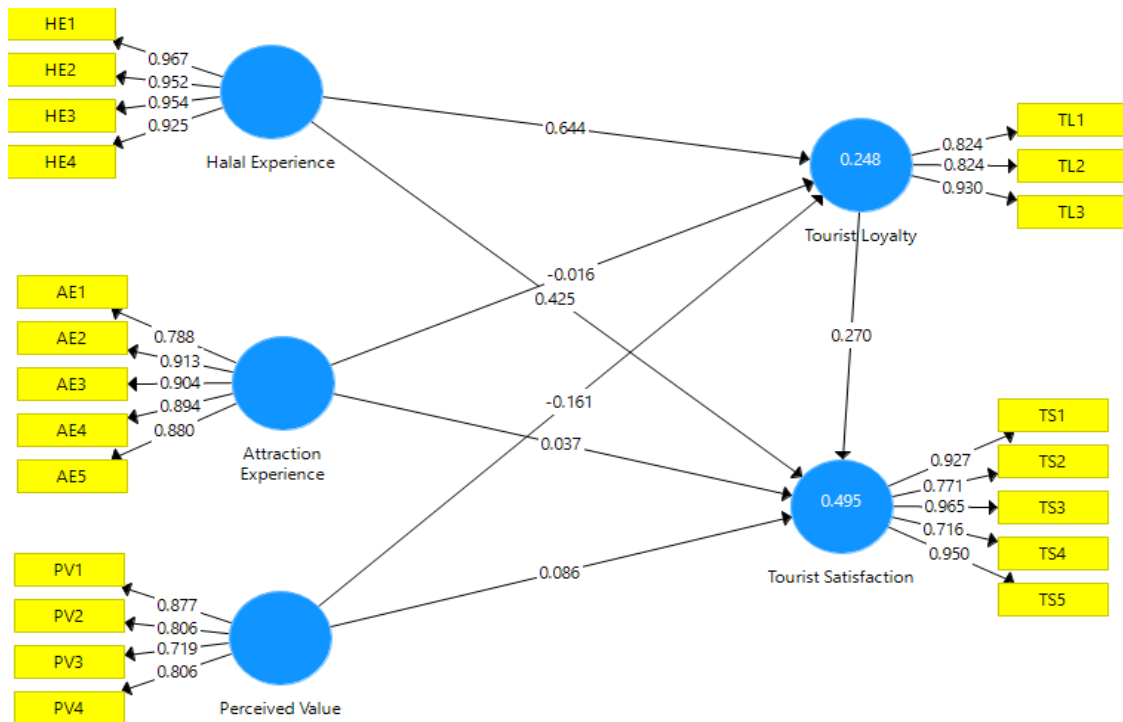 HE1
HE2
HE3
HE4
0.967
0.952
0.954
0.925
Halal Experience
0.644
0.425
AE1
AE2
AE3
AE4
AE5
0.788
0.913
0.904
0.894
0.880
Attraction
Experience
-0.016
0.037
PV1
PV2
PV3
PV4
0.877
0.806
0.719
0.806
Perceived Value
-0.161
0.086
0.248
Tourist Loyalty
0.824
0.824
0.930
TL1
TL2
TL3
0.270
0.495
Tourist Satisfaction
0.927
0.771
0.965
0.716
0.950
TS1
TS2
TS3
TS4
TS5